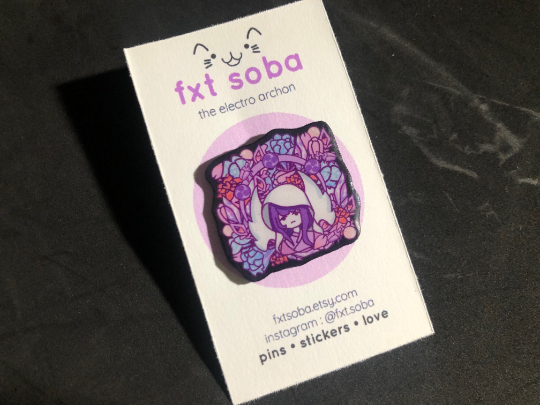 fxt soba
the electro archon
fxtsoba.etsy.com
instagram : @fxt.soba
pins • stickers • love